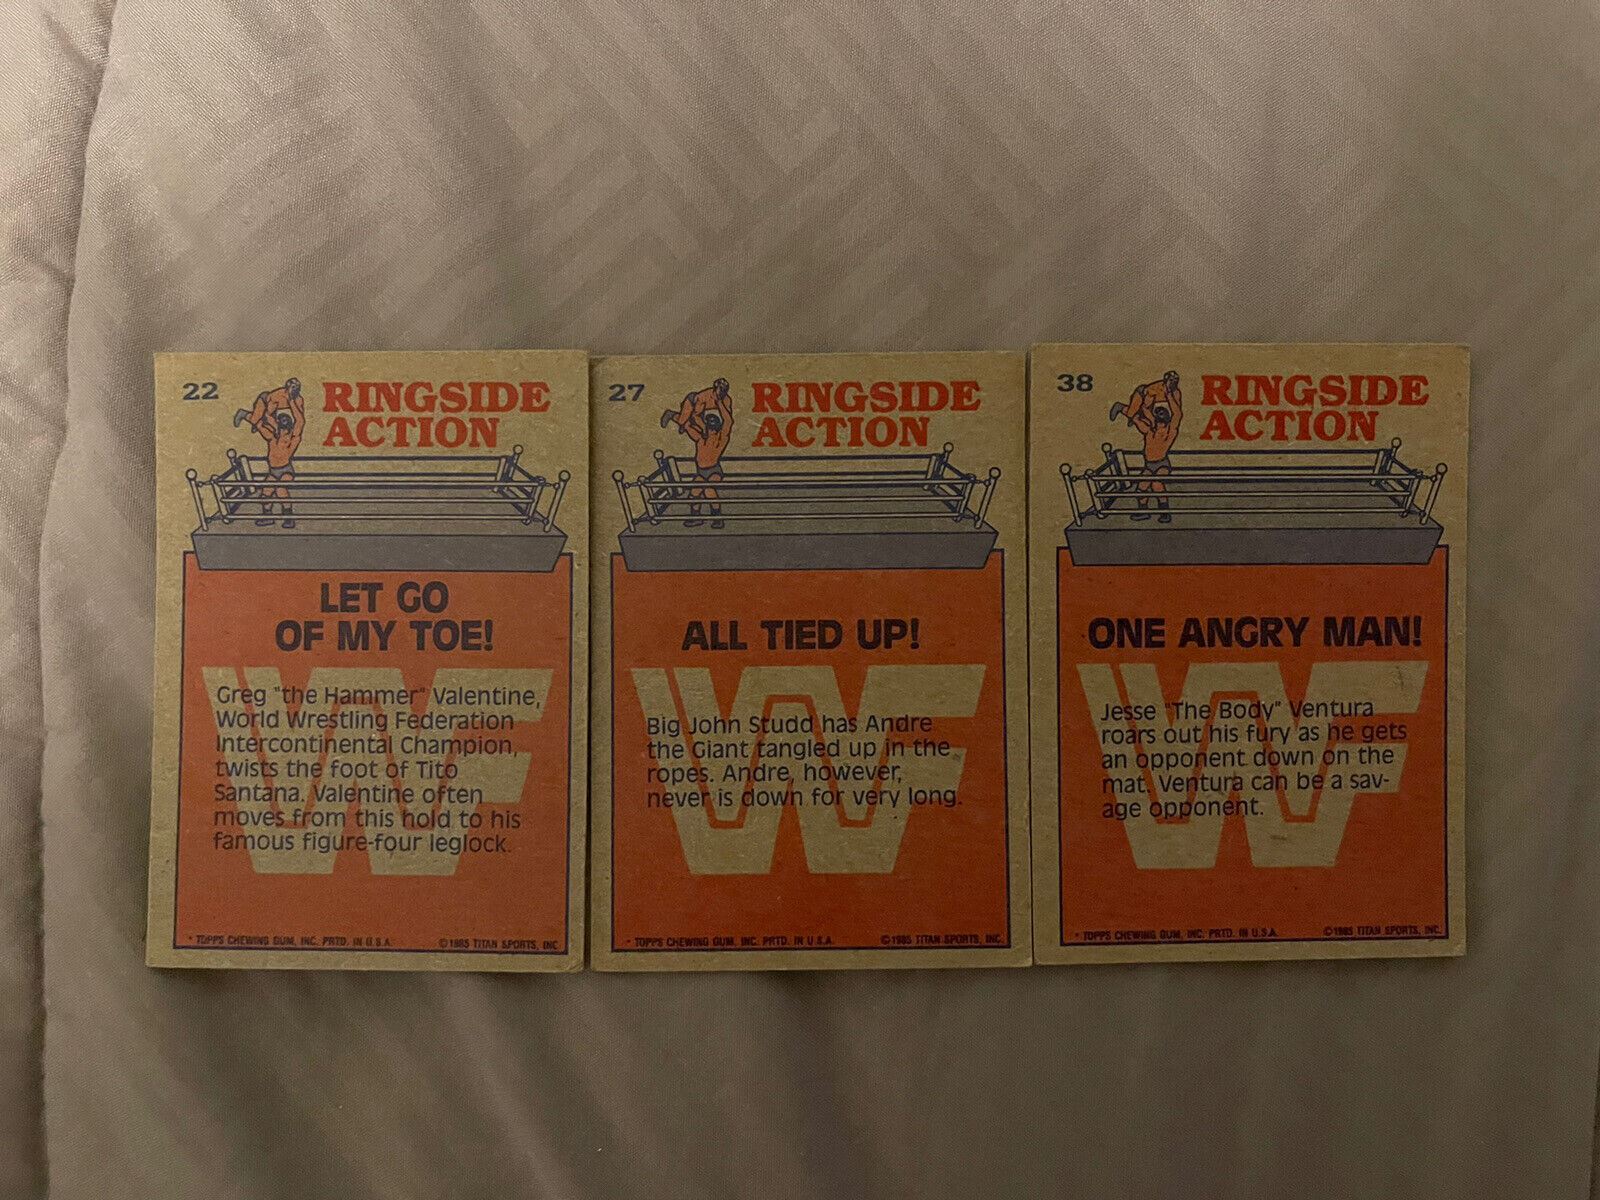 22
RINGSIDE
ACTION
LET GO
OF MY TOE!
WF
Greg "the Hammer" Valentine,
World Wrestling Federation
Intercontinental Champion,
twists the foot of Tito
Santana. Valentine often
moves from this hold to his
famous figure-four leglock.
* TOPPS CHEWING GUM, INC. PRTD. IN U.S.A. © 1985 TITAN SPORTS, INC.
27
RINGSIDE
ACTION
ALL TIED UP!
WF
Big John Studd has Andre
the Giant tangled up in the
ropes. Andre, however,
never is down for very long.
* TOPPS CHEWING GUM, INC. PRTD. IN U.S.A. © 1985 TITAN SPORTS, INC.
38
RINGSIDE
ACTION
ONE ANGRY MAN!
WF
Jesse "The Body" Ventura
roars out his fury as he gets
an opponent down on the
mat. Ventura can be a sav-
age opponent.
* TOPPS CHEWING GUM, INC. PRTD. IN U.S.A. © 1985 TITAN SPORTS, INC.